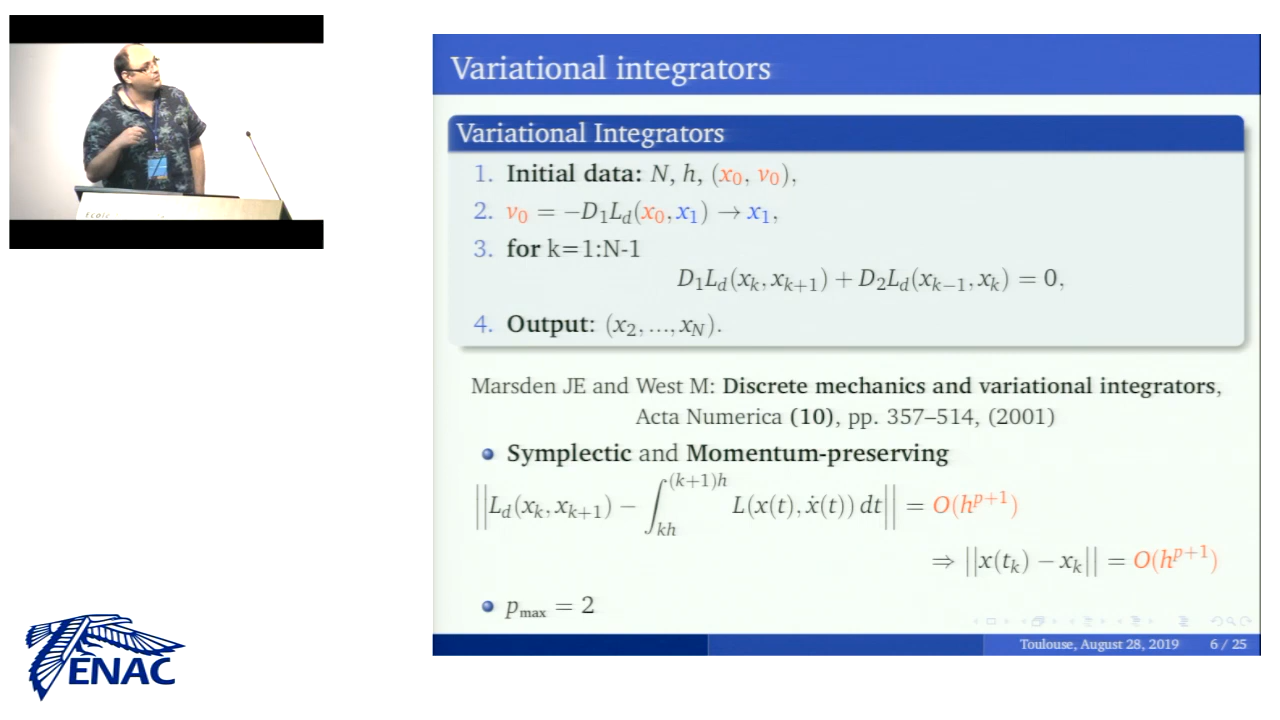 Variational integrators
Variational Integrators
1. Initial data: N, h, (x₀, v₀),
2. v₀ = −D₁L_d(x₀, x₁) → x₁,
3. for k=1:N-1
D₁L_d(x_k, x_{k+1}) + D₂L_d(x_{k−1}, x_k) = 0,
4. Output: (x₂, ..., x_N).
Marsden JE and West M: Discrete mechanics and variational integrators,
Acta Numerica (10), pp. 357–514, (2001)
• Symplectic and Momentum-preserving
||L_d(x_k, x_{k+1}) − ∫_{kh}^{(k+1)h} L(x(t), ẋ(t)) dt|| = O(h^{p+1})
⇒ ||x(t_k) − x_k|| = O(h^{p+1})
• p_max = 2
Toulouse, August 28, 2019 6 / 25
ENAC